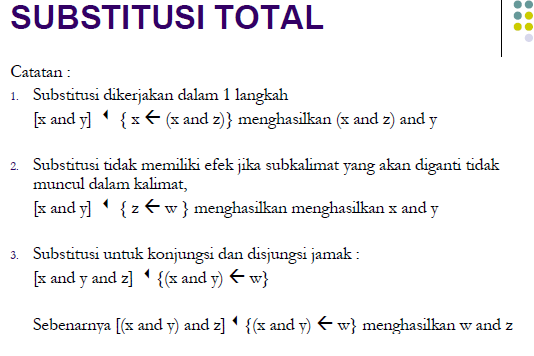 SUBSTITUSI TOTAL
Catatan :
1. Substitusi dikerjakan dalam 1 langkah
[x and y] ◄ { x ← (x and z)} menghasilkan (x and z) and y
2. Substitusi tidak memiliki efek jika subkalimat yang akan diganti tidak
muncul dalam kalimat,
[x and y] ◄ { z ← w } menghasilkan menghasilkan x and y
3. Substitusi untuk konjungsi dan disjungsi jamak :
[x and y and z] ◄ {(x and y) ← w}
Sebenarnya [(x and y) and z] ◄ {(x and y) ← w} menghasilkan w and z